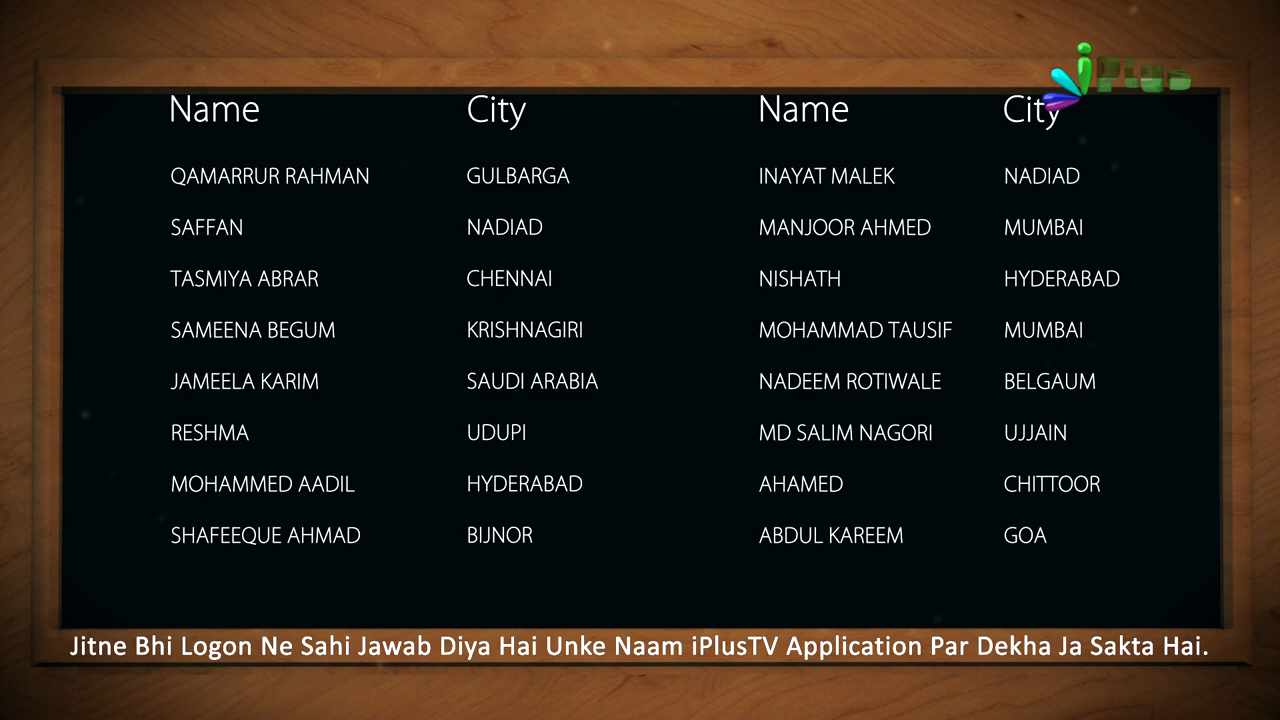 iPlus
Name City Name City
QAMARRUR RAHMAN GULBARGA INAYAT MALEK NADIAD
SAFFAN NADIAD MANJOOR AHMED MUMBAI
TASMIYA ABRAR CHENNAI NISHATH HYDERABAD
SAMEENA BEGUM KRISHNAGIRI MOHAMMAD TAUSIF MUMBAI
JAMEELA KARIM SAUDI ARABIA NADEEM ROTIWALE BELGAUM
RESHMA UDUPI MD SALIM NAGORI UJJAIN
MOHAMMED AADIL HYDERABAD AHAMED CHITTOOR
SHAFEEQUE AHMAD BIJNOR ABDUL KAREEM GOA
Jitne Bhi Logon Ne Sahi Jawab Diya Hai Unke Naam iPlusTV Application Par Dekha Ja Sakta Hai.